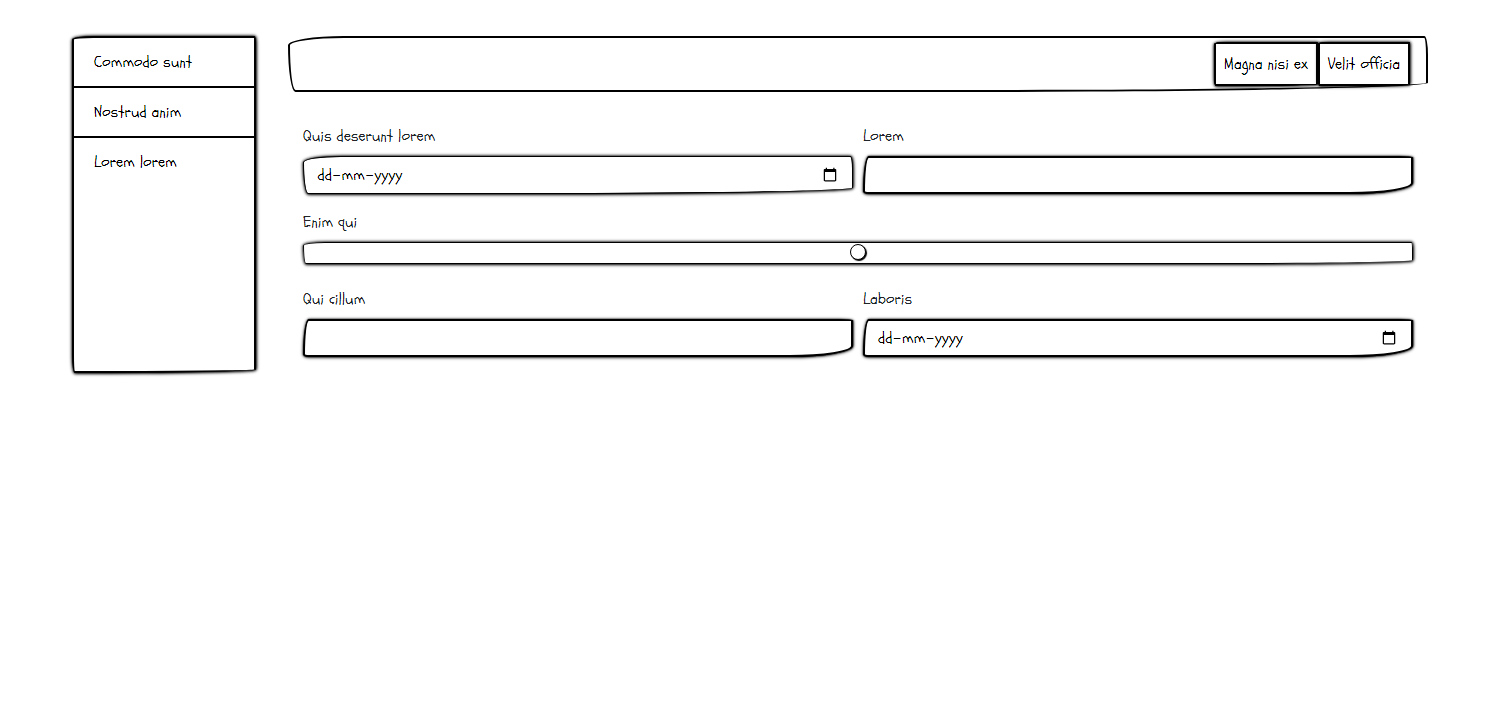 Commodo sunt
Nostrud anim
Lorem lorem
Magna nisi ex
Velit officia
Quis deserunt lorem
dd-mm-yyyy
Lorem
Enim qui
Qui cillum
Laboris
dd-mm-yyyy